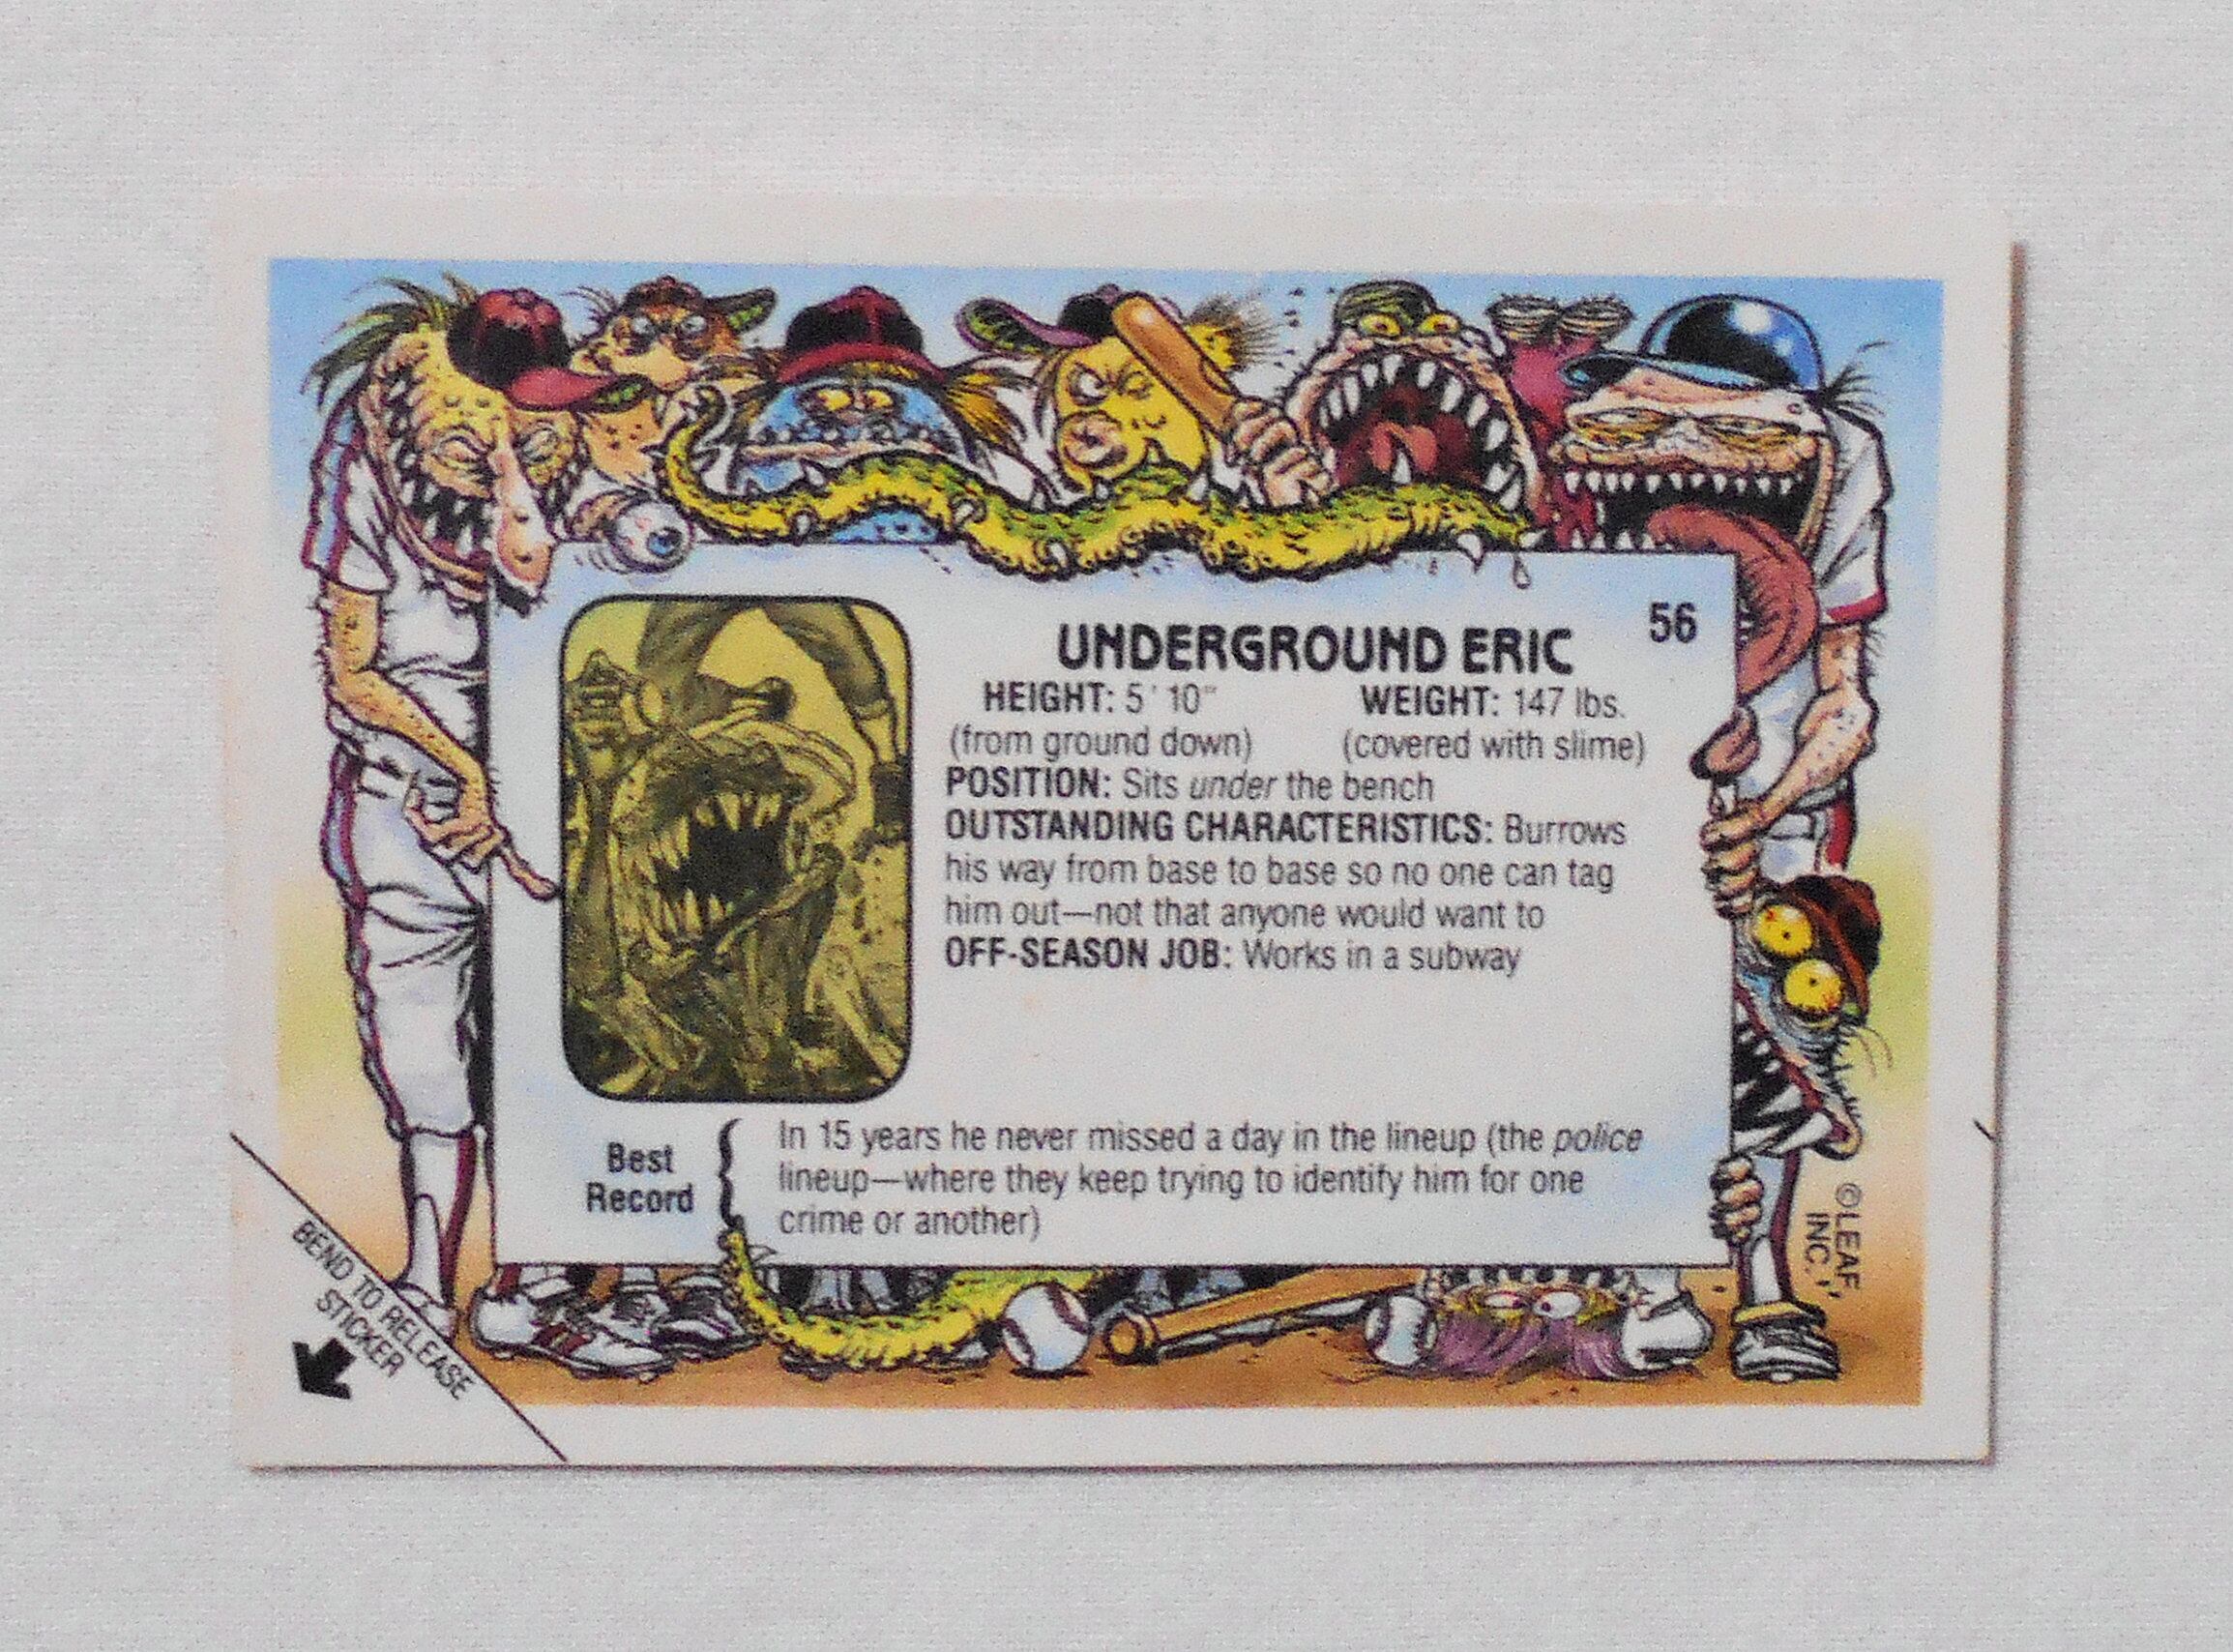 56
UNDERGROUND ERIC
HEIGHT: 5' 10" WEIGHT: 147 lbs.
(from ground down) (covered with slime)
POSITION: Sits under the bench
OUTSTANDING CHARACTERISTICS: Burrows
his way from base to base so no one can tag
him out—not that anyone would want to
OFF-SEASON JOB: Works in a subway
Best
Record
In 15 years he never missed a day in the lineup (the police
lineup—where they keep trying to identify him for one
crime or another)
©LEAF,
INC.
BEND TO RELEASE
STICKER